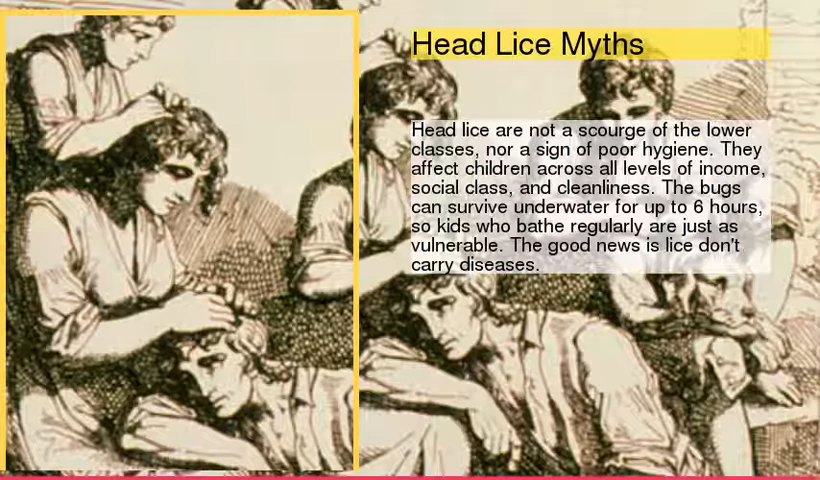 Head Lice Myths
Head lice are not a scourge of the lower
classes, nor a sign of poor hygiene. They
affect children across all levels of income,
social class, and cleanliness. The bugs
can survive underwater for up to 6 hours,
so kids who bathe regularly are just as
vulnerable. The good news is lice don't
carry diseases.